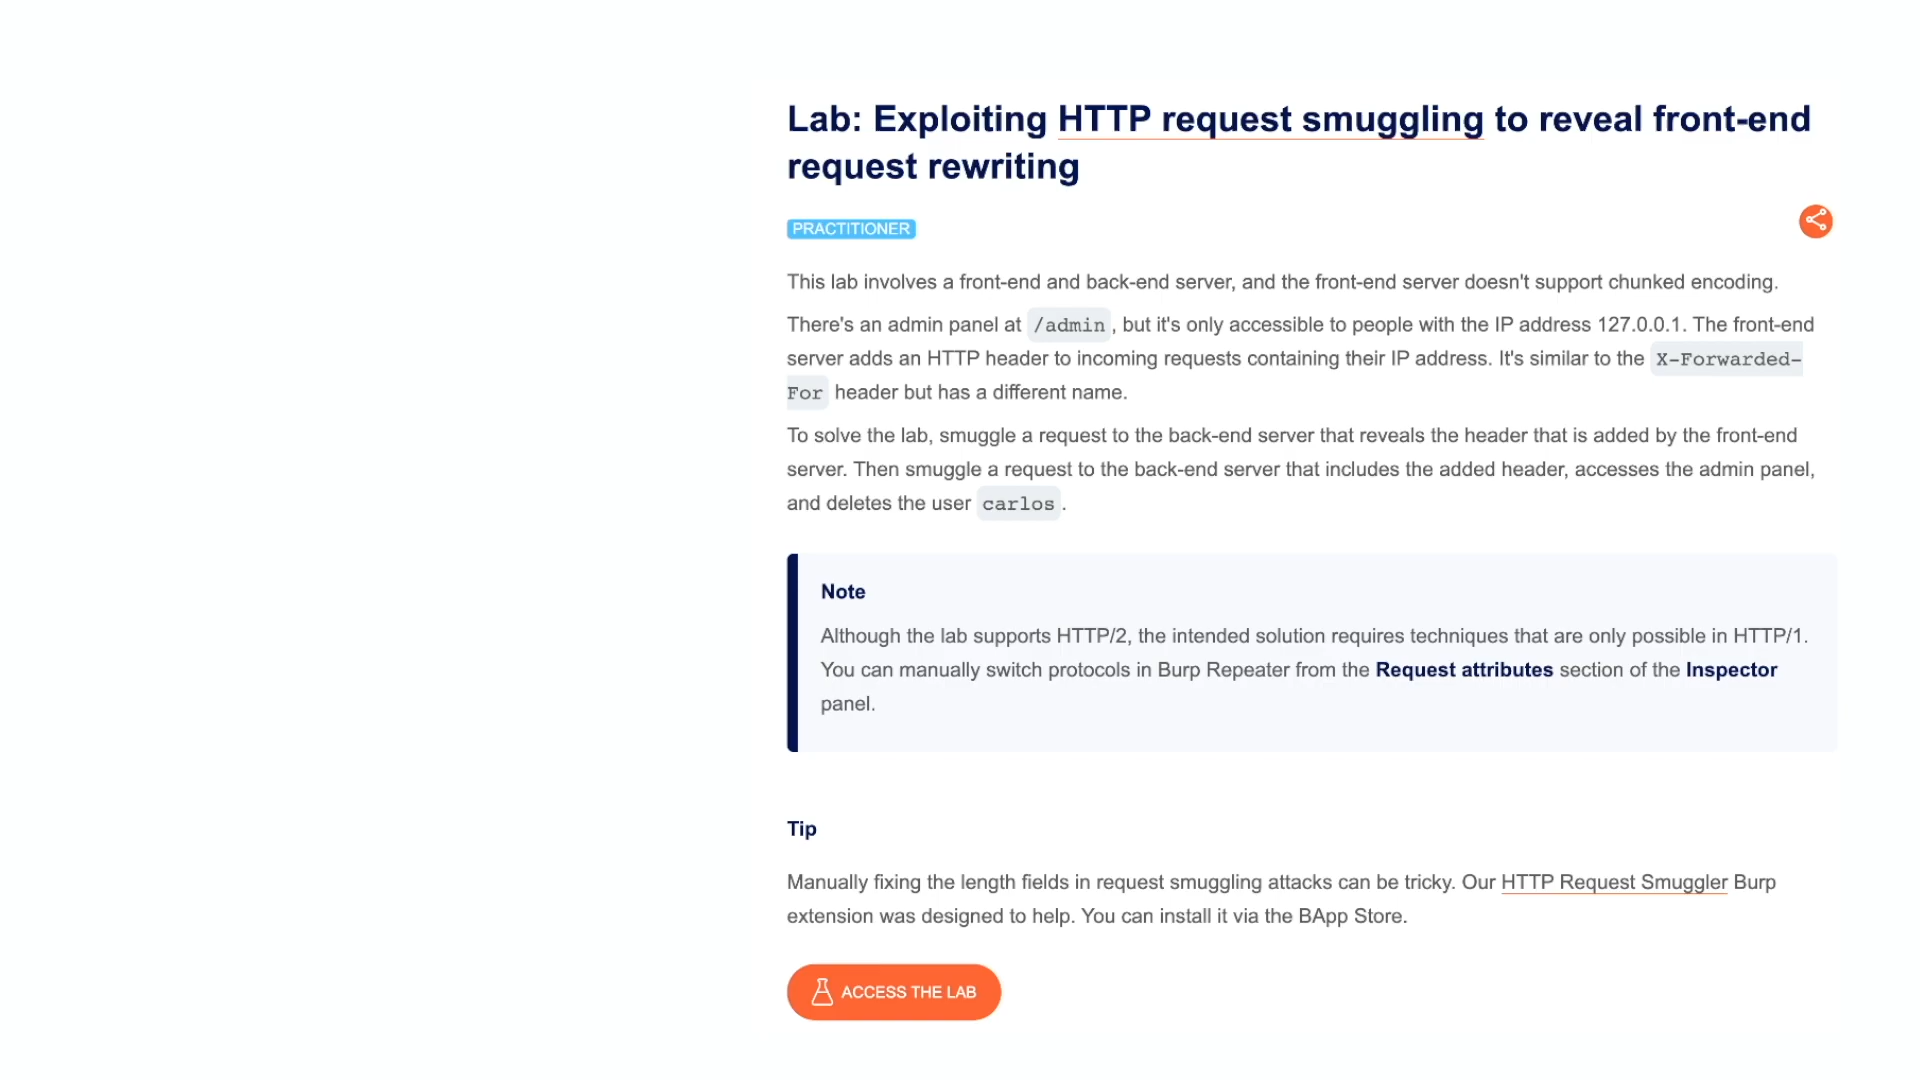 Lab: Exploiting HTTP request smuggling to reveal front-end
request rewriting
PRACTITIONER
This lab involves a front-end and back-end server, and the front-end server doesn't support chunked encoding.
There's an admin panel at /admin, but it's only accessible to people with the IP address 127.0.0.1. The front-end
server adds an HTTP header to incoming requests containing their IP address. It's similar to the X-Forwarded-
For header but has a different name.
To solve the lab, smuggle a request to the back-end server that reveals the header that is added by the front-end
server. Then smuggle a request to the back-end server that includes the added header, accesses the admin panel,
and deletes the user carlos.
Note
Although the lab supports HTTP/2, the intended solution requires techniques that are only possible in HTTP/1.
You can manually switch protocols in Burp Repeater from the Request attributes section of the Inspector
panel.
Tip
Manually fixing the length fields in request smuggling attacks can be tricky. Our HTTP Request Smuggler Burp
extension was designed to help. You can install it via the BApp Store.
ACCESS THE LAB